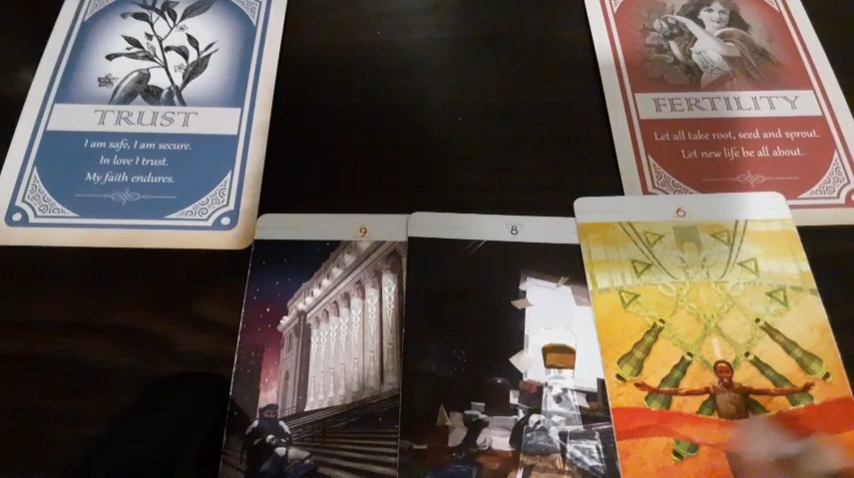 TRUST
I am safe, I am secure.
In love I trust.
My faith endures.
FERTILITY
Let all take root, seed and sprout.
Let new life be all about.
9
8
6